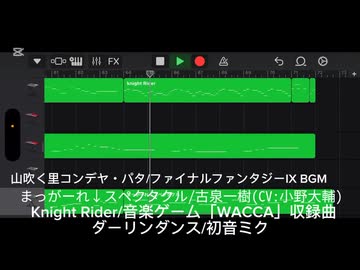 FX
Knight Rider
山吹く里コンデヤ・パタ/ファイナルファンタジーIX BGM
まっがーれ↓スペクタクル/古泉一樹(CV:小野大輔)
Knight Rider/音楽ゲーム「WACCA」収録曲
ダーリンダンス/初音ミク